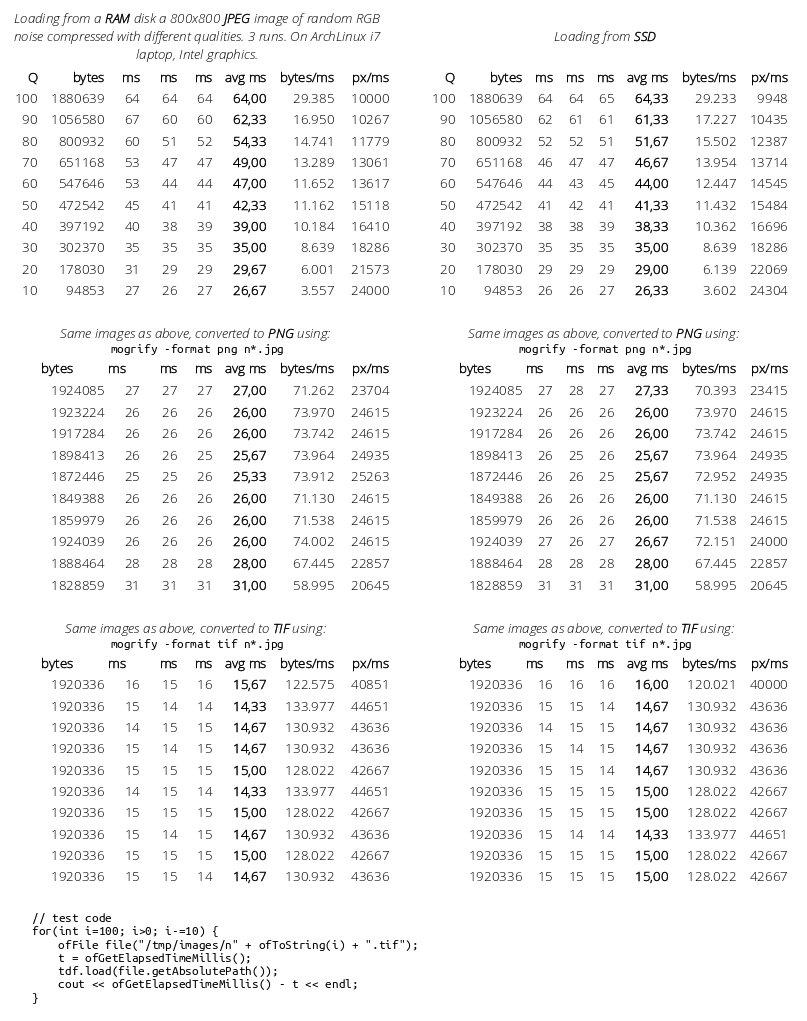 Loading from a RAM disk a 800x800 JPEG image of random RGB
noise compressed with different qualities. 3 runs. On ArchLinux i7
laptop, Intel graphics.
Q bytes ms ms ms avg ms bytes/ms px/ms
100 1880639 64 64 64 64,00 29.385 10000
90 1056580 67 60 60 62,33 16.950 10267
80 800932 60 51 52 54,33 14.741 11779
70 651168 53 47 47 49,00 13.289 13061
60 547646 53 44 44 47,00 11.652 13617
50 472542 45 41 41 42,33 11.162 15118
40 397192 40 38 39 39,00 10.184 16410
30 302370 35 35 35 35,00 8.639 18286
20 178030 31 29 29 29,67 6.001 21573
10 94853 27 26 27 26,67 3.557 24000
Same images as above, converted to PNG using:
mogrify -format png n*.jpg
bytes ms ms ms avg ms bytes/ms px/ms
1924085 27 27 27 27,00 71.262 23704
1923224 26 26 26 26,00 73.970 24615
1917284 26 26 26 26,00 73.742 24615
1898413 26 26 25 25,67 73.964 24935
1872446 25 25 26 25,33 73.912 25263
1849388 26 26 26 26,00 71.130 24615
1859979 26 26 26 26,00 71.538 24615
1924039 26 26 26 26,00 74.002 24615
1888464 28 28 28 28,00 67.445 22857
1828859 31 31 31 31,00 58.995 20645
Same images as above, converted to TIF using:
mogrify -format tif n*.jpg
bytes ms ms ms avg ms bytes/ms px/ms
1920336 16 15 16 15,67 122.575 40851
1920336 15 14 14 14,33 133.977 44651
1920336 14 15 15 14,67 130.932 43636
1920336 15 14 15 14,67 130.932 43636
1920336 15 15 15 15,00 128.022 42667
1920336 14 15 14 14,33 133.977 44651
1920336 15 15 15 15,00 128.022 42667
1920336 15 14 15 14,67 130.932 43636
1920336 15 15 15 15,00 128.022 42667
1920336 15 15 14 14,67 130.932 43636
Loading from SSD
Q bytes ms ms ms avg ms bytes/ms px/ms
100 1880639 64 64 65 64,33 29.233 9948
90 1056580 62 61 61 61,33 17.227 10435
80 800932 52 52 51 51,67 15.502 12387
70 651168 46 47 47 46,67 13.954 13714
60 547646 44 43 45 44,00 12.447 14545
50 472542 41 42 41 41,33 11.432 15484
40 397192 38 38 39 38,33 10.362 16696
30 302370 35 35 35 35,00 8.639 18286
20 178030 29 29 29 29,00 6.139 22069
10 94853 26 26 27 26,33 3.602 24304
Same images as above, converted to PNG using:
mogrify -format png n*.jpg
bytes ms ms ms avg ms bytes/ms px/ms
1924085 27 28 27 27,33 70.393 23415
1923224 26 26 26 26,00 73.970 24615
1917284 26 26 26 26,00 73.742 24615
1898413 26 25 26 25,67 73.964 24935
1872446 26 26 25 25,67 72.952 24935
1849388 26 26 26 26,00 71.130 24615
1859979 26 26 26 26,00 71.538 24615
1924039 27 26 27 26,67 72.151 24000
1888464 28 28 28 28,00 67.445 22857
1828859 31 31 31 31,00 58.995 20645
Same images as above, converted to TIF using:
mogrify -format tif n*.jpg
bytes ms ms ms avg ms bytes/ms px/ms
1920336 16 16 16 16,00 120.021 40000
1920336 15 15 14 14,67 130.932 43636
1920336 14 15 15 14,67 130.932 43636
1920336 15 14 15 14,67 130.932 43636
1920336 15 15 14 14,67 130.932 43636
1920336 15 15 15 15,00 128.022 42667
1920336 15 15 15 15,00 128.022 42667
1920336 15 14 14 14,33 133.977 44651
1920336 15 15 15 15,00 128.022 42667
1920336 15 15 15 15,00 128.022 42667
// test code
for(int i=100; i>0; i-=10) {
    ofFile file("/tmp/images/n" + ofToString(i) + ".tif");
    t = ofGetElapsedTimeMillis();
    tdf.load(file.getAbsolutePath());
    cout << ofGetElapsedTimeMillis() - t << endl;
}